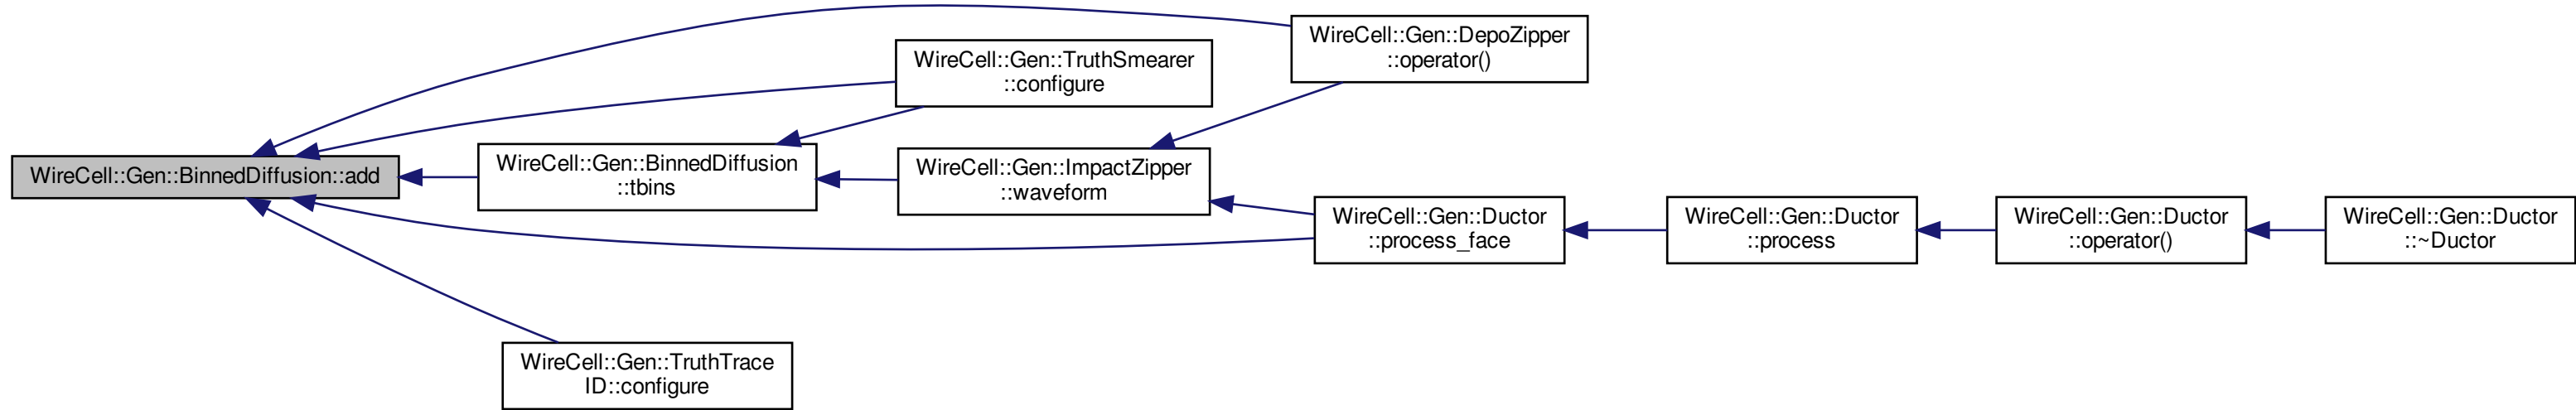 WireCell::Gen::DepoZipper
::operator()
WireCell::Gen::TruthSmearer
::configure
WireCell::Gen::BinnedDiffusion::add
WireCell::Gen::BinnedDiffusion
::tbins
WireCell::Gen::ImpactZipper
::waveform
WireCell::Gen::Ductor
::process_face
WireCell::Gen::Ductor
::process
WireCell::Gen::Ductor
::operator()
WireCell::Gen::Ductor
::~Ductor
WireCell::Gen::TruthTrace
ID::configure